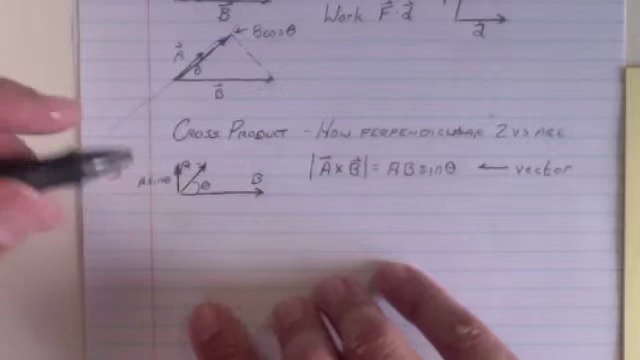 B
Work F · d
d
B cos θ
A
θ
B
CROSS PRODUCT - HOW PERPENDICULAR 2 VS ARE
A
θ
B
|A x B| = AB sin θ ← vector